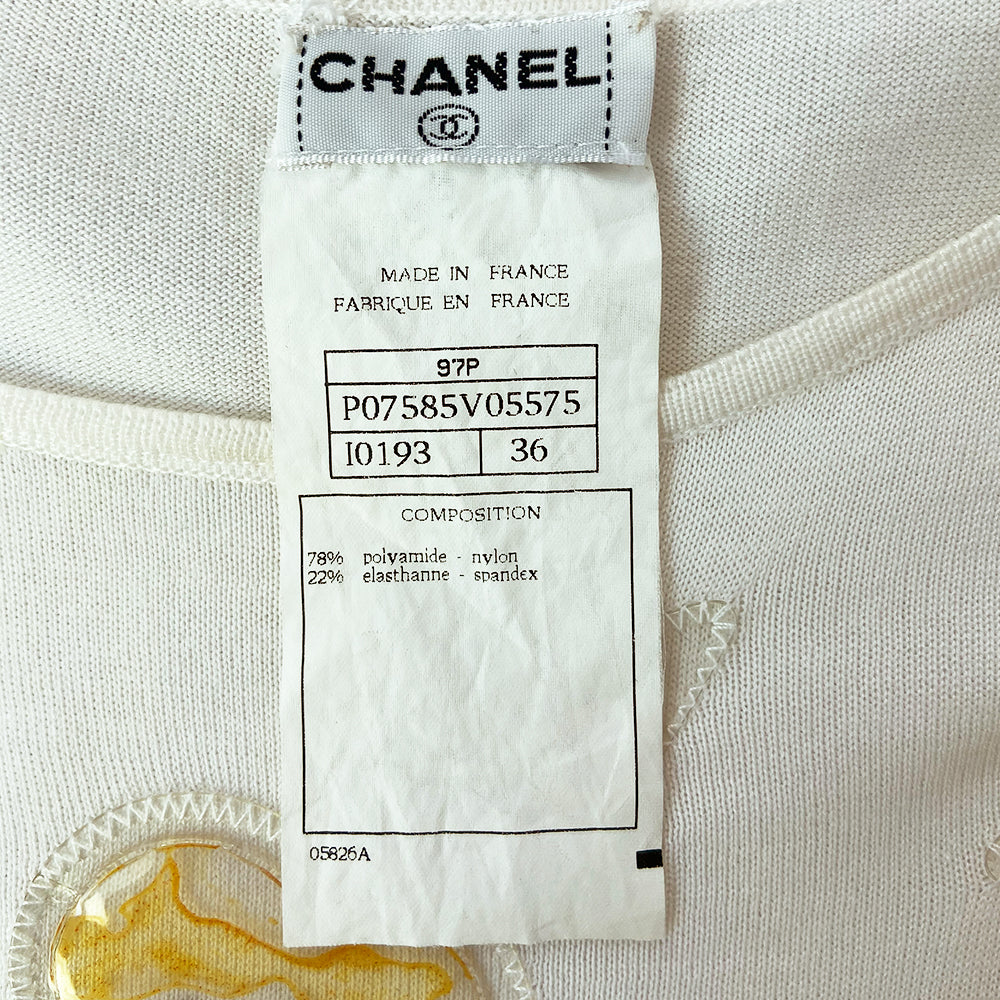 CHANEL
MADE IN FRANCE
FABRIQUE EN FRANCE
97P
P07585V05575
I0193 36
COMPOSITION
78% polyamide - nylon
22% elasthanne - spandex
05826A